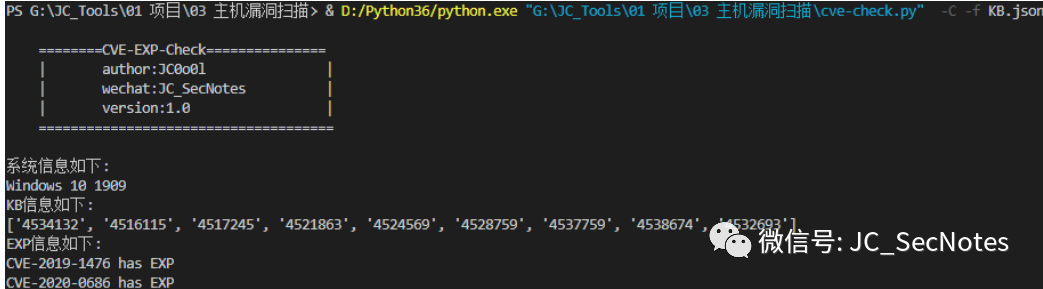 PS G:\JC_Tools\01 项目\03 主机漏洞扫描> & D:/Python36/python.exe "G:\JC_Tools\01 项目\03 主机漏洞扫描\cve-check.py" -C -f KB.json
========CVE-EXP-Check===============
| author:JC0o0l |
| wechat:JC_SecNotes |
| version:1.0 |
=====================================
系统信息如下:
Windows 10 1909
KB信息如下:
['4534132', '4516115', '4517245', '4521863', '4524569', '4528759', '4537759', '4538674', '4532693']
EXP信息如下:
CVE-2019-1476 has EXP
CVE-2020-0686 has EXP
微信号: JC_SecNotes